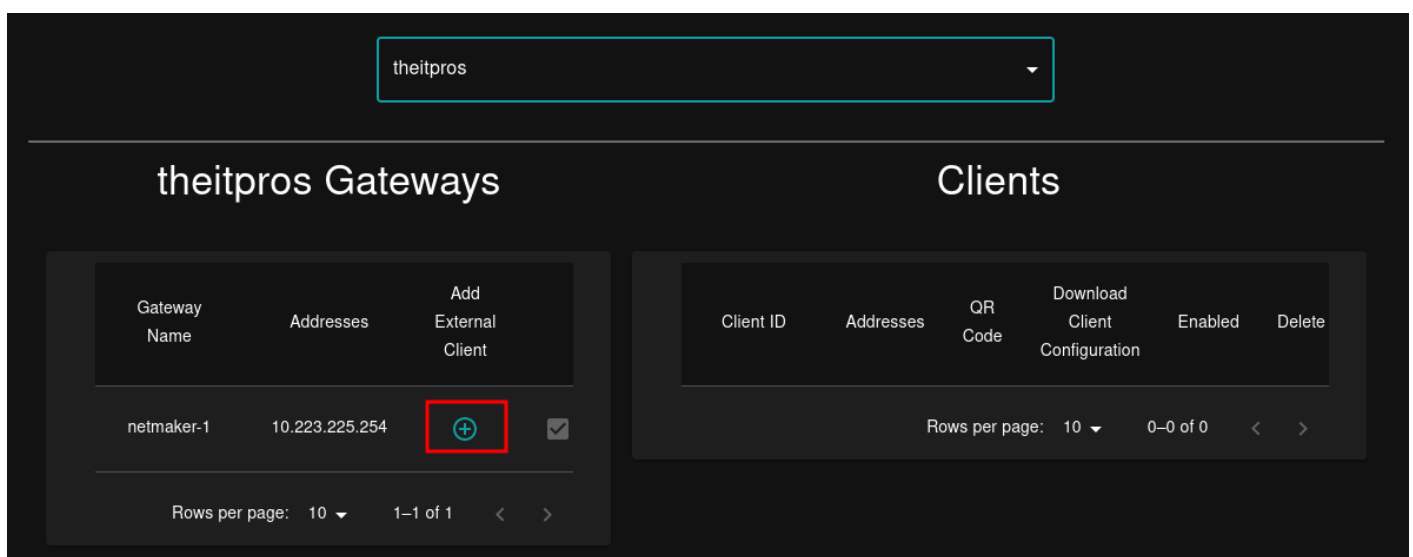 theitpros
theitpros Gateways
Clients
Gateway
Name
Addresses
Add
External
Client
netmaker-1
10.223.225.254
Rows per page: 10
1–1 of 1
Client ID
Addresses
QR
Code
Download
Client
Configuration
Enabled
Delete
Rows per page: 10
0–0 of 0